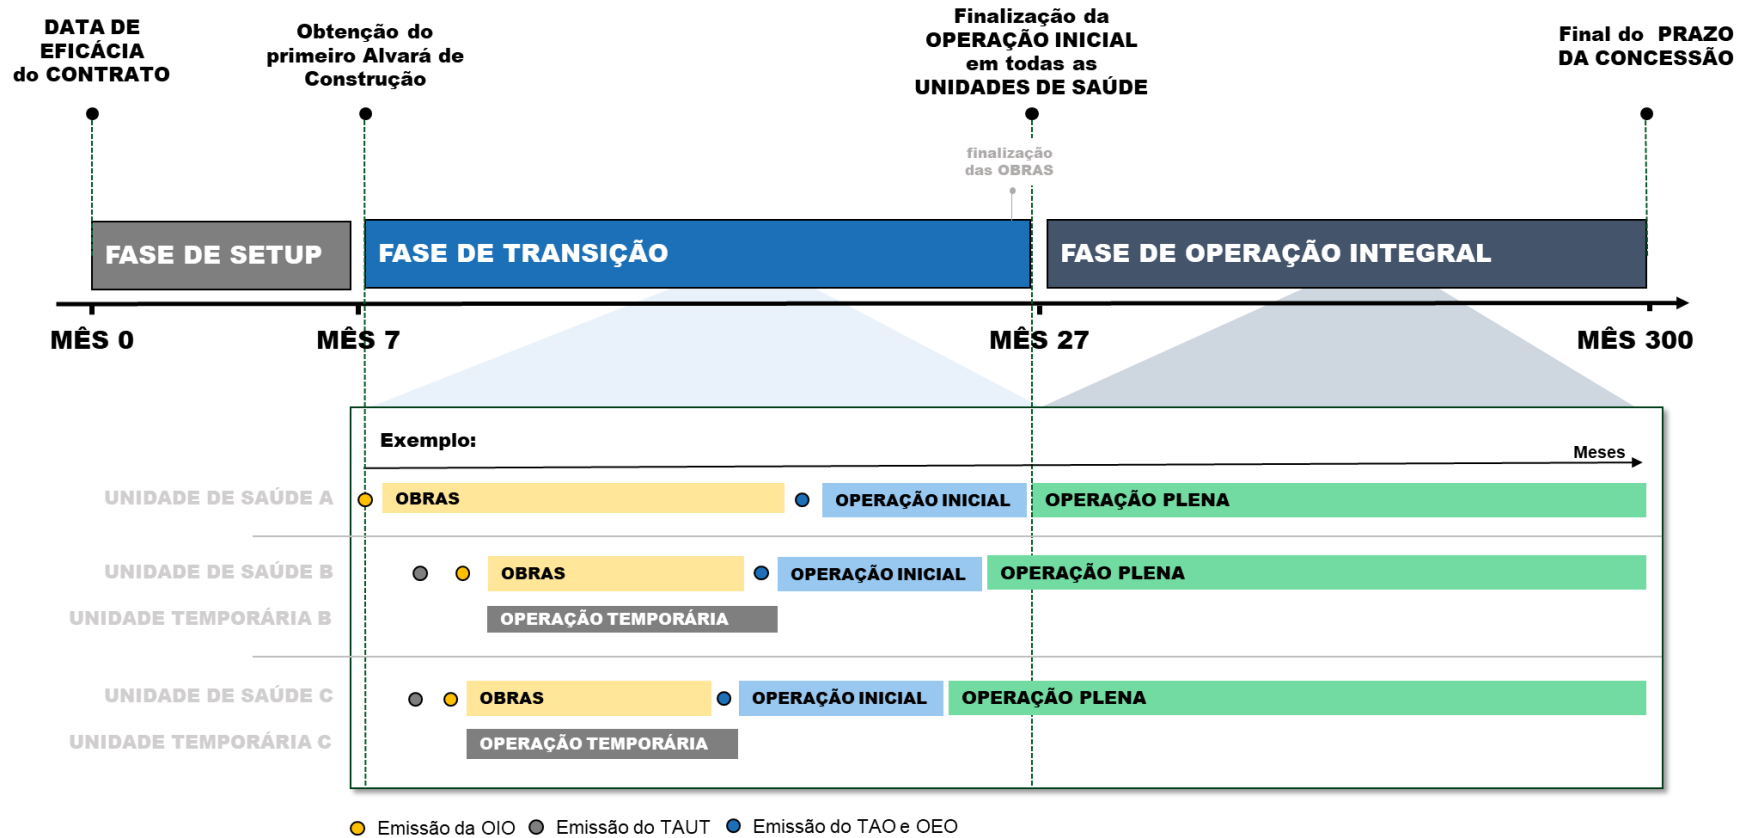 DATA DE
EFICÁCIA
do CONTRATO
Obtenção do
primeiro Alvará de
Construção
Finalização da
OPERAÇÃO INICIAL
em todas as
UNIDADES DE SAÚDE
Final do PRAZO
DA CONCESSÃO
finalização
das OBRAS
FASE DE SETUP
FASE DE TRANSIÇÃO
FASE DE OPERAÇÃO INTEGRAL
MÊS 0
MÊS 7
MÊS 27
MÊS 300
Exemplo:
Meses
UNIDADE DE SAÚDE A
OBRAS
OPERAÇÃO INICIAL
OPERAÇÃO PLENA
UNIDADE DE SAÚDE B
OBRAS
OPERAÇÃO INICIAL
OPERAÇÃO PLENA
UNIDADE TEMPORÁRIA B
OPERAÇÃO TEMPORÁRIA
UNIDADE DE SAÚDE C
OBRAS
OPERAÇÃO INICIAL
OPERAÇÃO PLENA
UNIDADE TEMPORÁRIA C
OPERAÇÃO TEMPORÁRIA
Emissão da OIO
Emissão do TAUT
Emissão do TAO e OEO